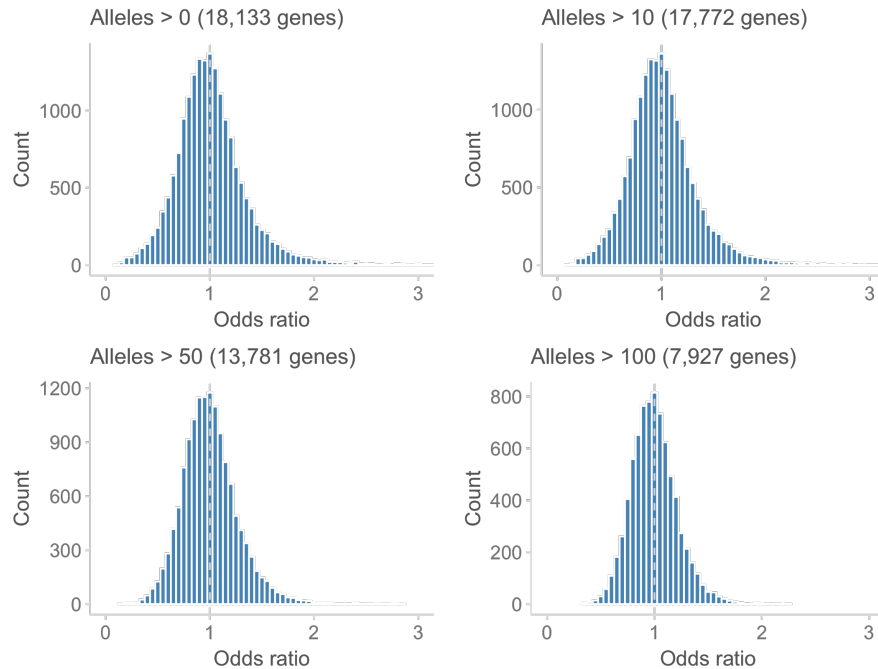 Alleles > 0 (18,133 genes)
Count
1000
500
0
0 1 2 3
Odds ratio
Alleles > 10 (17,772 genes)
Count
1000
500
0
0 1 2 3
Odds ratio
Alleles > 50 (13,781 genes)
Count
1200
900
600
300
0
0 1 2 3
Odds ratio
Alleles > 100 (7,927 genes)
Count
800
600
400
200
0
0 1 2 3
Odds ratio